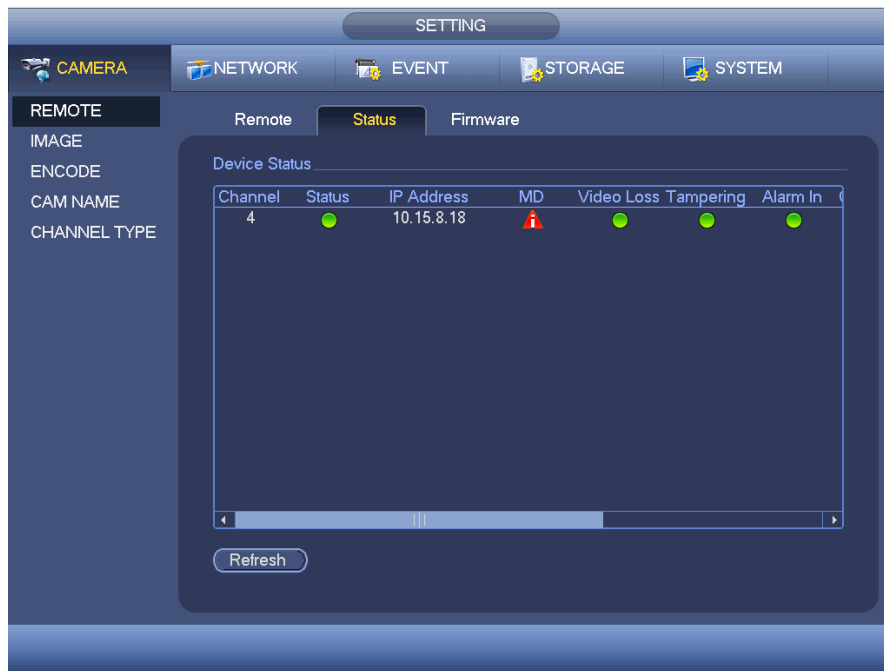 SETTING
CAMERA NETWORK EVENT STORAGE SYSTEM
REMOTE
IMAGE
ENCODE
CAM NAME
CHANNEL TYPE
Remote Status Firmware
Device Status
Channel Status IP Address MD Video Loss Tampering Alarm In
4 10.15.8.18
Refresh